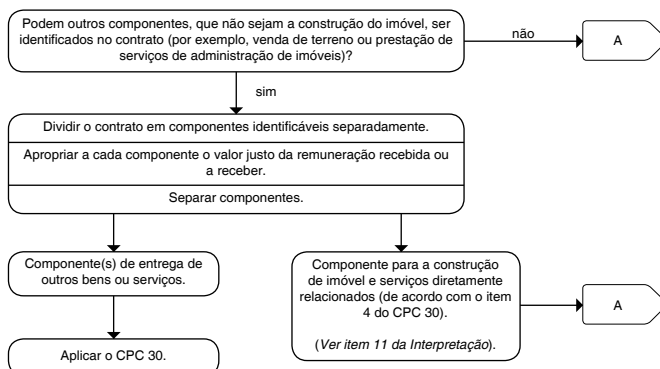 Podem outros componentes, que não sejam a construção do imóvel, ser
identificados no contrato (por exemplo, venda de terreno ou prestação de
serviços de administração de imóveis)?
não
A
sim
Dividir o contrato em componentes identificáveis separadamente.
Apropriar a cada componente o valor justo da remuneração recebida ou
a receber.
Separar componentes.
Componente(s) de entrega de
outros bens ou serviços.
Aplicar o CPC 30.
Componente para a construção
de imóvel e serviços diretamente
relacionados (de acordo com o item
4 do CPC 30).
(Ver item 11 da Interpretação).
A